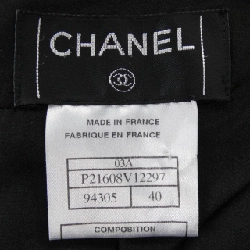 CHANEL
MADE IN FRANCE
FABRIQUE EN FRANCE
03A
P21608V12297
94305 40
COMPOSITION